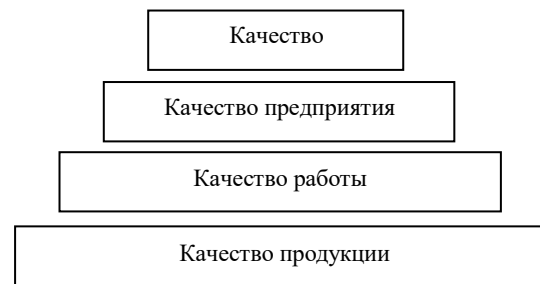 Качество
Качество предприятия
Качество работы
Качество продукции